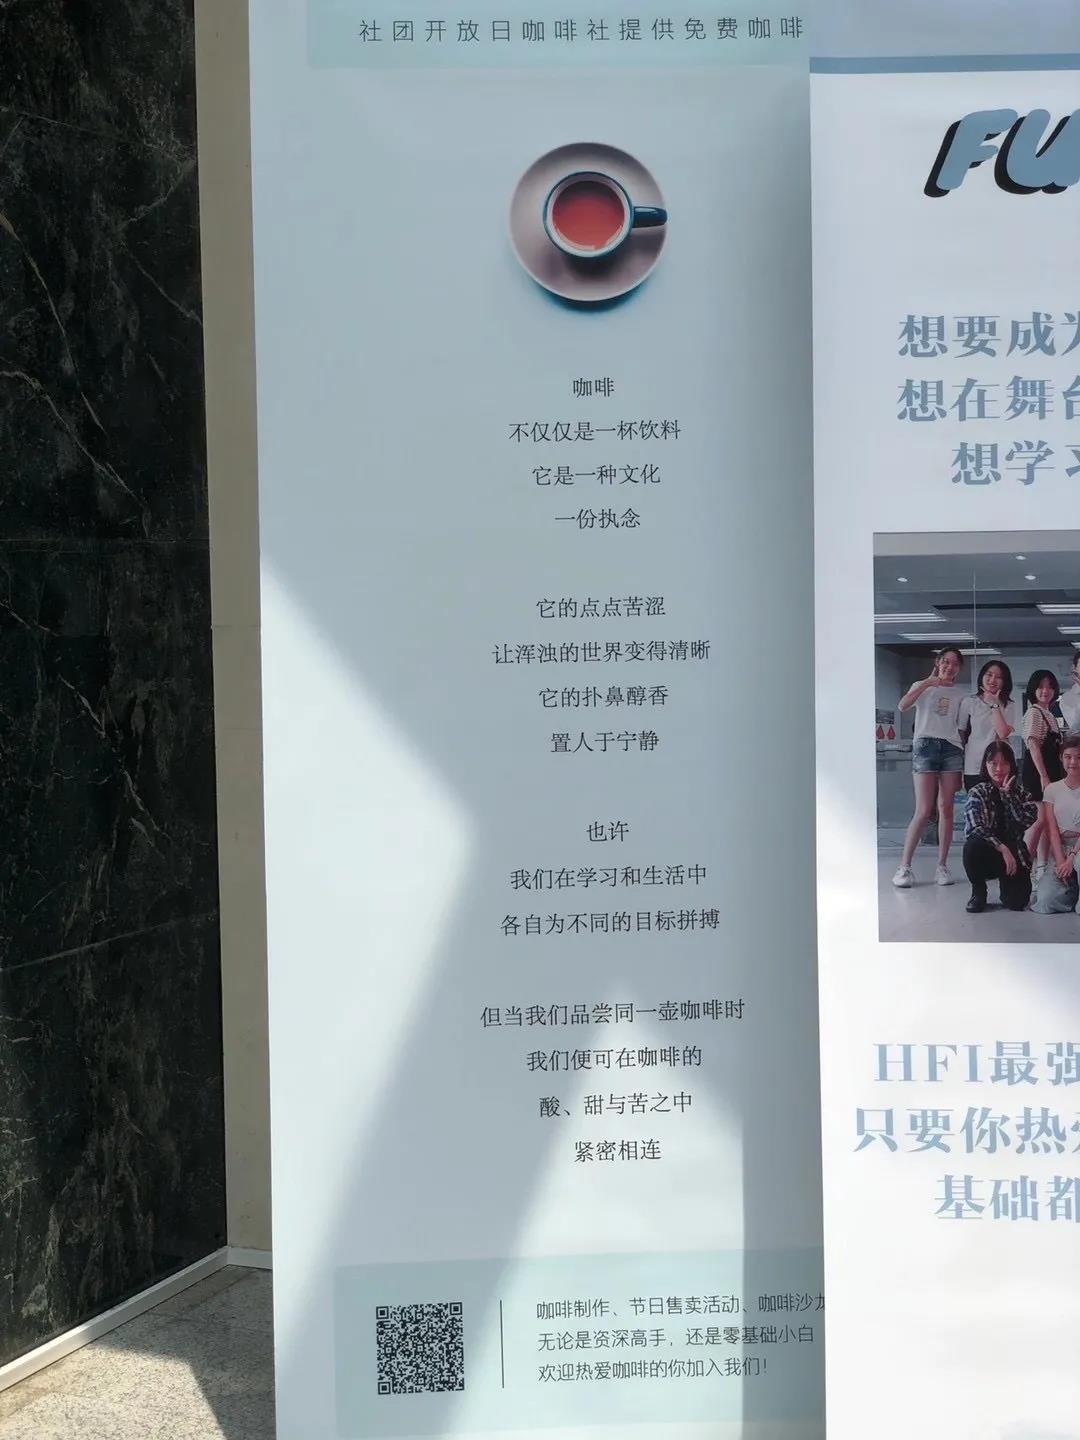 社团开放日咖啡社提供免费咖啡
咖啡
不仅仅是一杯饮料
它是一种文化
一份执念
它的点点苦涩
让浑浊的世界变得清晰
它的扑鼻醇香
置人于宁静
也许
我们在学习和生活中
各自为不同的目标拼搏
但当我们品尝同一壶咖啡时
我们便可在咖啡的
酸、甜与苦之中
紧密相连
咖啡制作、节日售卖活动、咖啡沙龙
无论是资深高手，还是零基础小白
欢迎热爱咖啡的你加入我们！
FU
想要成为
想在舞台
想学习
HFI最强
只要你热爱
基础都